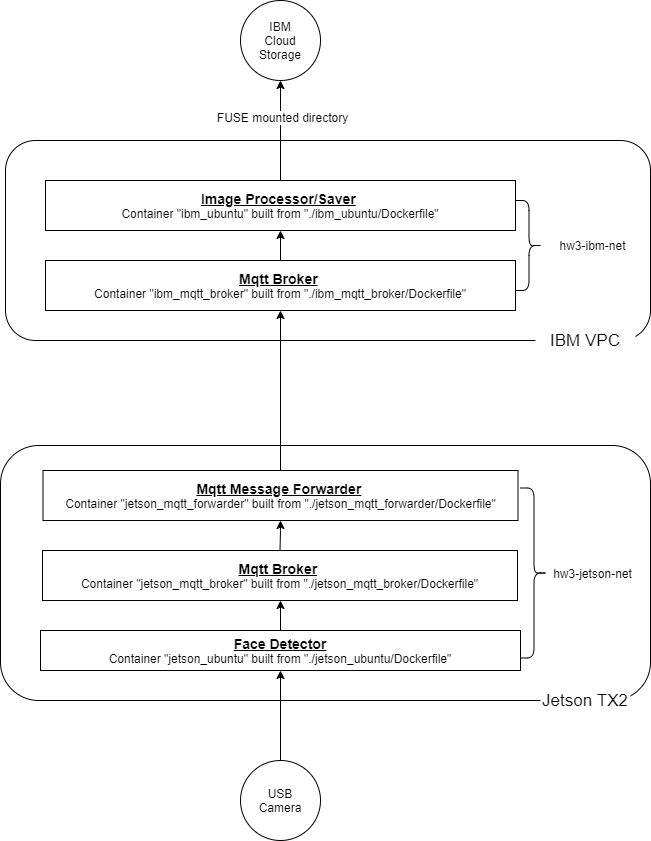 IBM
Cloud
Storage
FUSE mounted directory
Image Processor/Saver
Container "ibm_ubuntu" built from "./ibm_ubuntu/Dockerfile"
hw3-ibm-net
Mqtt Broker
Container "ibm_mqtt_broker" built from "./ibm_mqtt_broker/Dockerfile"
IBM VPC
Mqtt Message Forwarder
Container "jetson_mqtt_forwarder" built from "./jetson_mqtt_forwarder/Dockerfile"
Mqtt Broker
Container "jetson_mqtt_broker" built from "./jetson_mqtt_broker/Dockerfile"
hw3-jetson-net
Face Detector
Container "jetson_ubuntu" built from "./jetson_ubuntu/Dockerfile"
Jetson TX2
USB
Camera